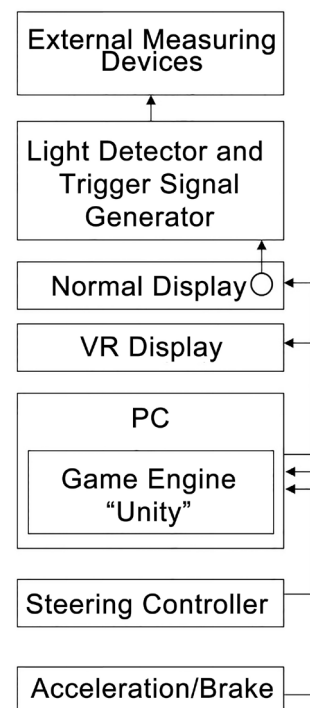 External Measuring
Devices
Light Detector and
Trigger Signal
Generator
Normal Display
VR Display
PC
Game Engine
“Unity”
Steering Controller
Acceleration/Brake